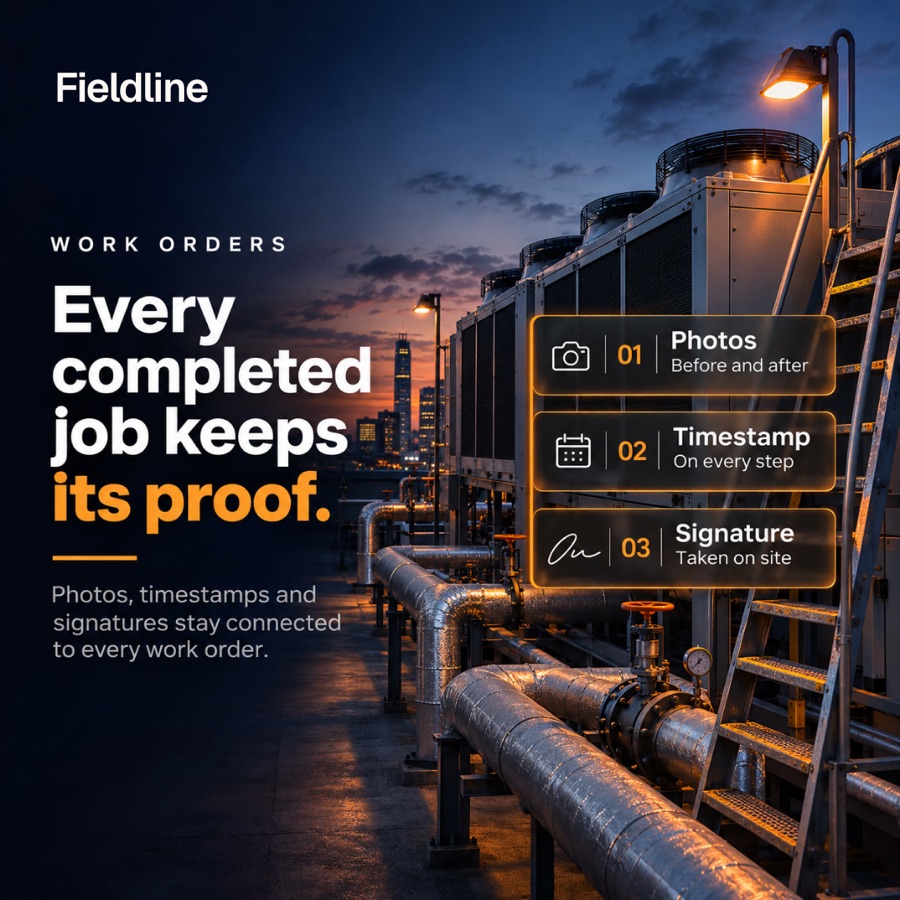 Fieldline
WORK ORDERS
Every
completed
job keeps
its proof.
Photos, timestamps and
signatures stay connected
to every work order.
01
Photos
Before and after
02
Timestamp
On every step
03
Signature
Taken on site